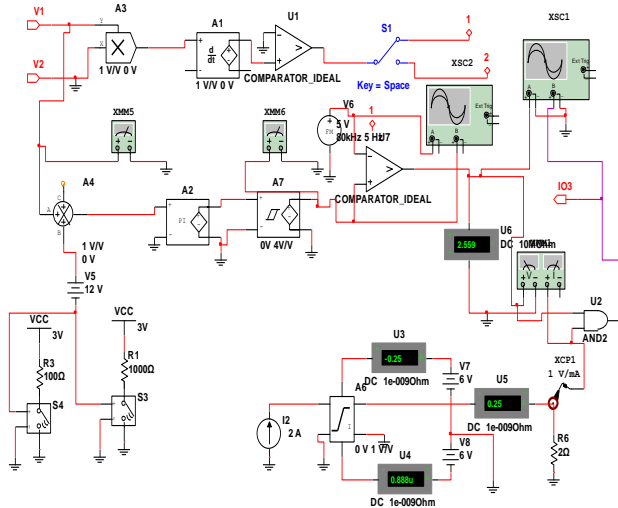 V1
A3
A1
U1
S1
1
XSC1
Y
X
V2
1 V/V 0 V
d
dt
1 V/V 0 V
COMPARATOR_IDEAL
Key = Space
XSC2
2
Ext Trig
A
B
XMM5
XMM6
V6
1
FM
5 V
80kHz 5 Hz
U7
COMPARATOR_IDEAL
Ext Trig
A
B
A4
C
A
B
A2
PI
A7
1 V/V
0 V
0V 4V/V
IO3
2.559
U6
DC 10MOhm
V
I
V5
12 V
U2
AND2
VCC
3V
VCC
3V
R3
100Ω
R1
1000Ω
S4
S3
U3
-0.25
DC 1e-009Ohm
V7
6 V
XCP1
1 V/mA
A6
I
U5
0.25
DC 1e-009Ohm
I2
2 A
0 V 1 V/V
V8
6 V
R6
2Ω
U4
0.888u
DC 1e-009Ohm